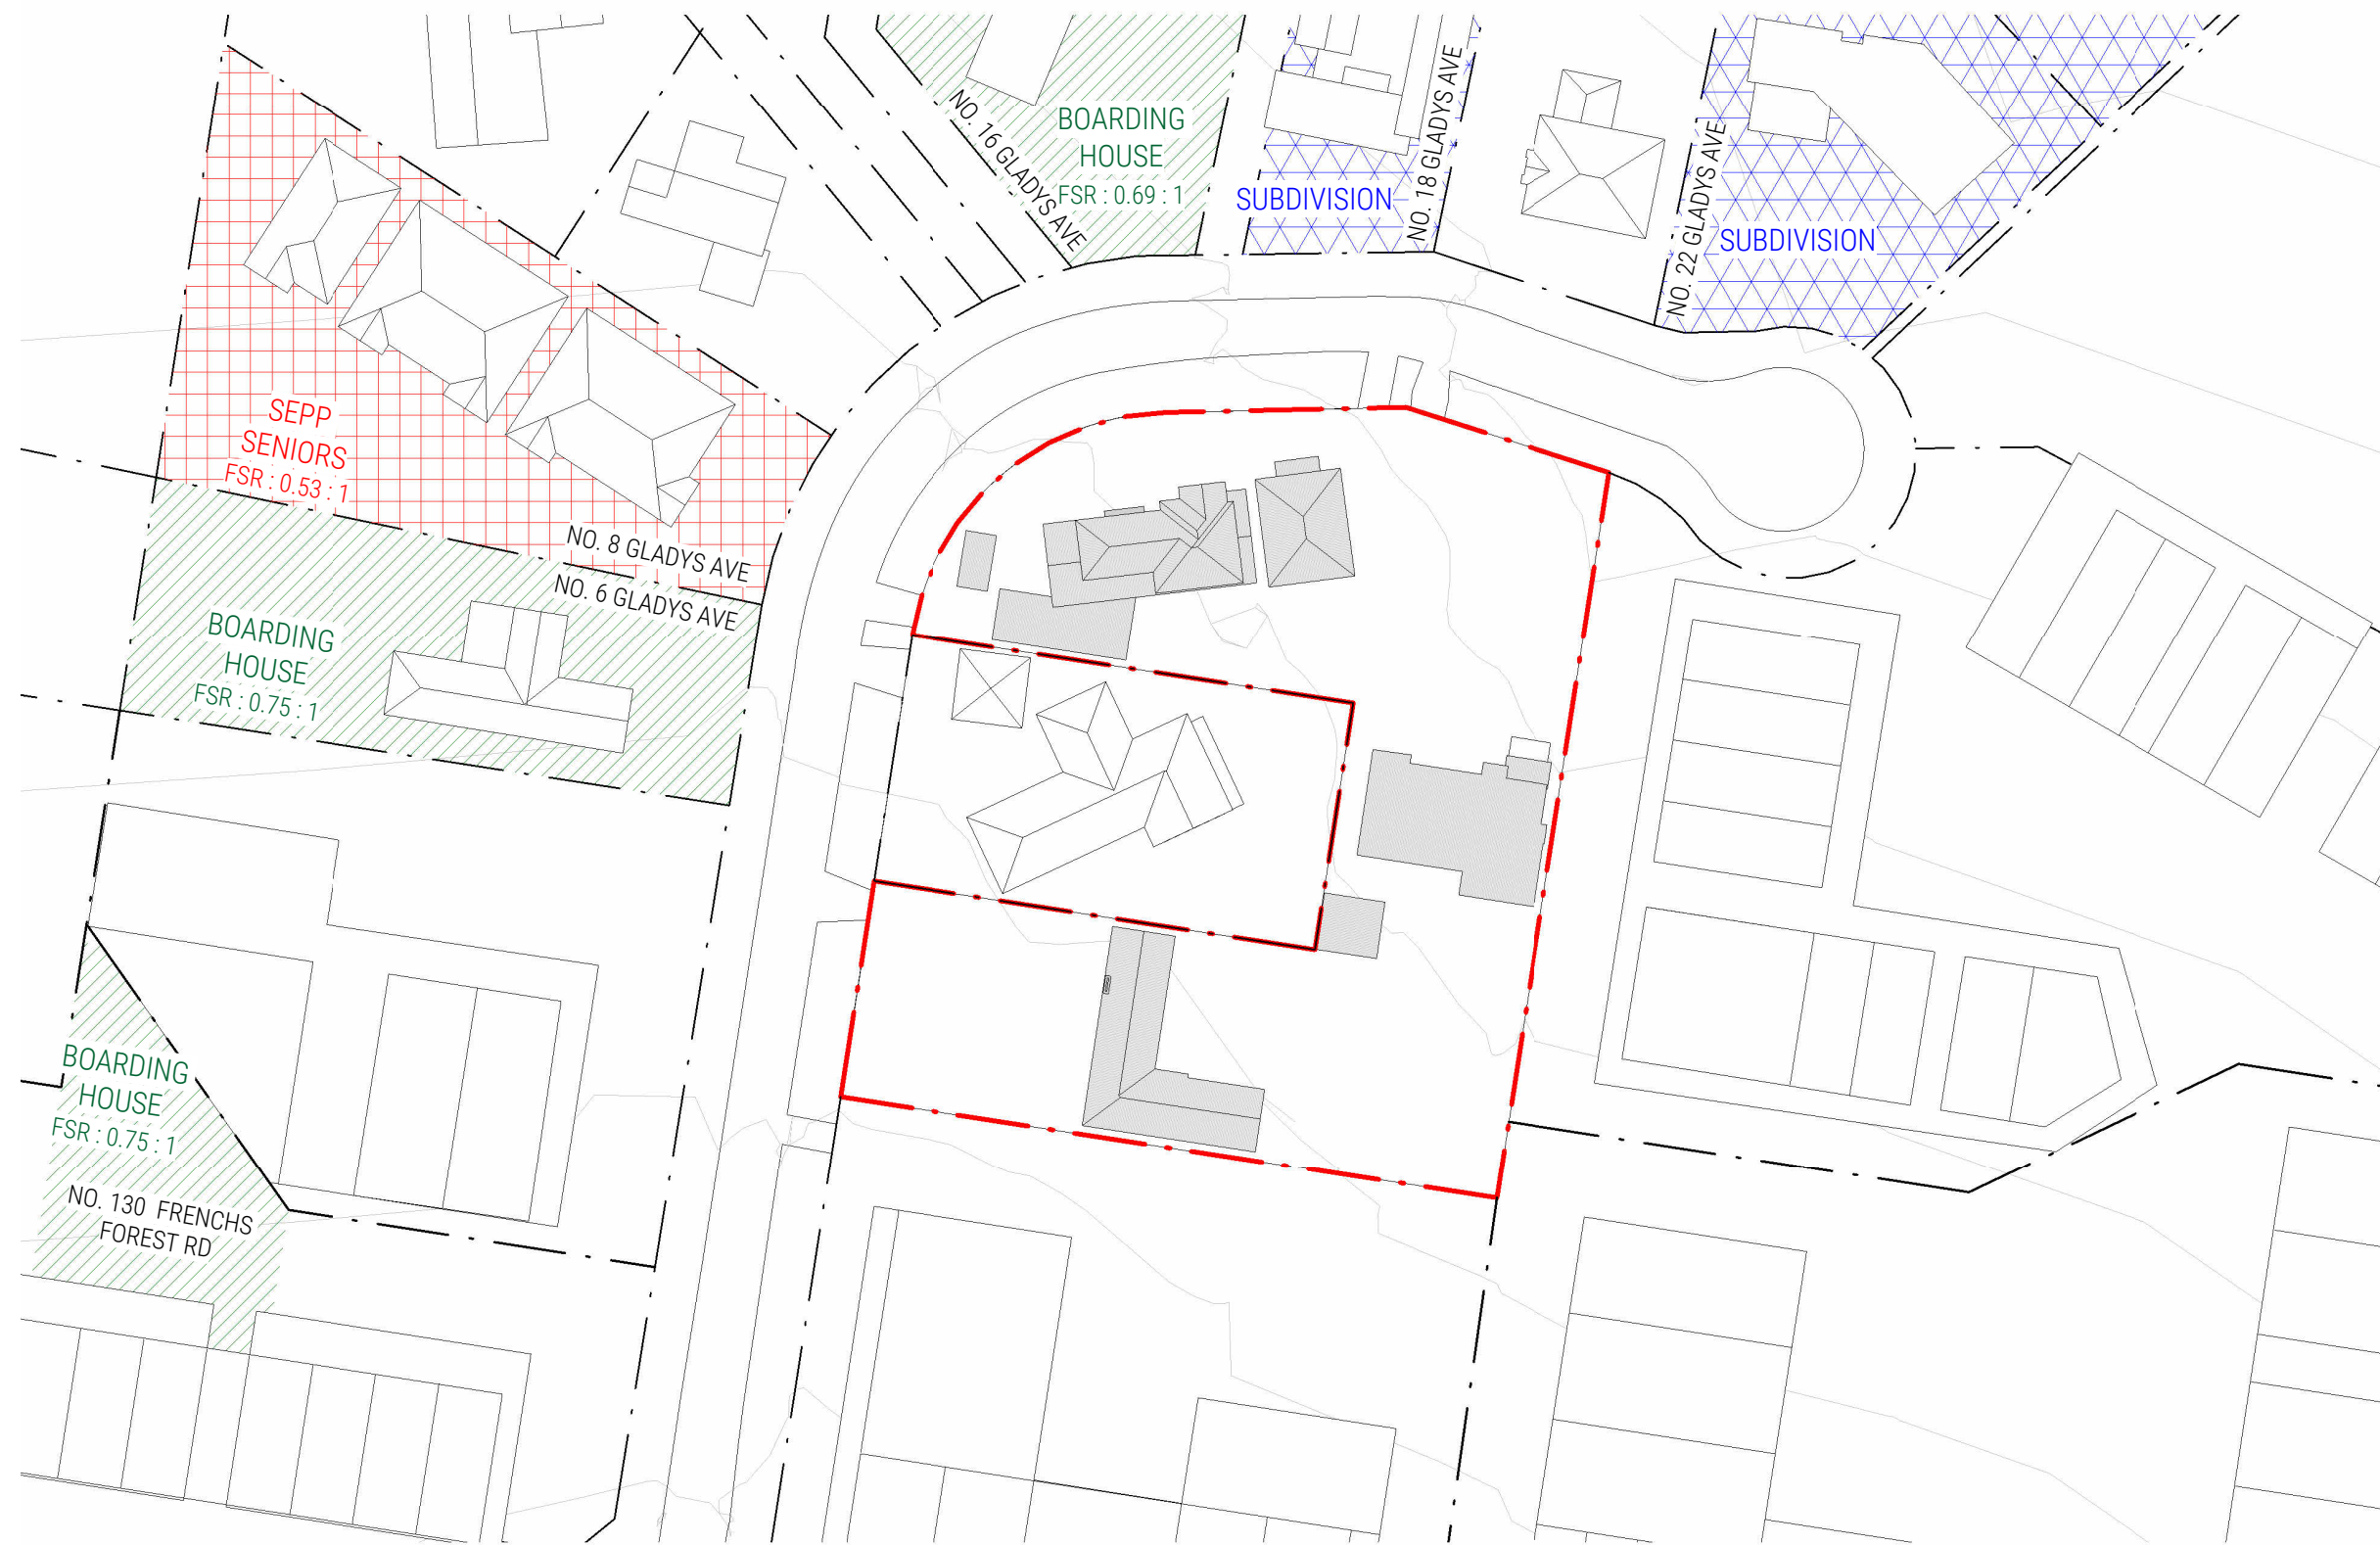 NO. 16 GLADYS AVE
BOARDING
HOUSE
FSR : 0.69 : 1
SUBDIVISION
NO. 18 GLADYS AVE
NO. 22 GLADYS AVE
SUBDIVISION
SEPP
SENIORS
FSR : 0.53 : 1
NO. 8 GLADYS AVE
NO. 6 GLADYS AVE
BOARDING
HOUSE
FSR : 0.75 : 1
BOARDING
HOUSE
FSR : 0.75 : 1
NO. 130 FRENCHS
FOREST RD